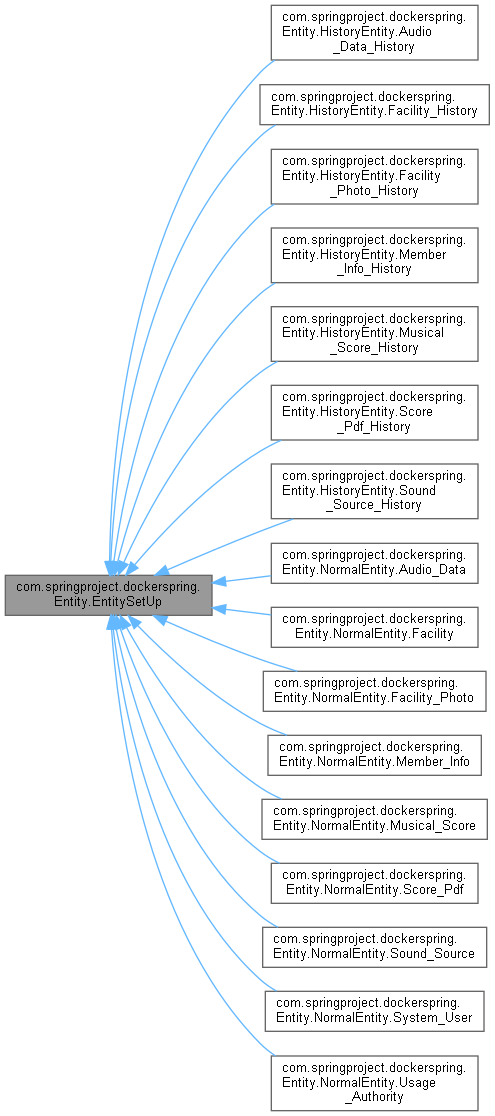 com.springproject.dockerspring.
Entity.HistoryEntity.Audio
_Data_History
com.springproject.dockerspring.
Entity.HistoryEntity.Facility_History
com.springproject.dockerspring.
Entity.HistoryEntity.Facility
_Photo_History
com.springproject.dockerspring.
Entity.HistoryEntity.Member
_Info_History
com.springproject.dockerspring.
Entity.HistoryEntity.Musical
_Score_History
com.springproject.dockerspring.
Entity.HistoryEntity.Score
_Pdf_History
com.springproject.dockerspring.
Entity.HistoryEntity.Sound
_Source_History
com.springproject.dockerspring.
Entity.EntitySetUp
com.springproject.dockerspring.
Entity.NormalEntity.Audio_Data
com.springproject.dockerspring.
Entity.NormalEntity.Facility
com.springproject.dockerspring.
Entity.NormalEntity.Facility_Photo
com.springproject.dockerspring.
Entity.NormalEntity.Member_Info
com.springproject.dockerspring.
Entity.NormalEntity.Musical_Score
com.springproject.dockerspring.
Entity.NormalEntity.Score_Pdf
com.springproject.dockerspring.
Entity.NormalEntity.Sound_Source
com.springproject.dockerspring.
Entity.NormalEntity.System_User
com.springproject.dockerspring.
Entity.NormalEntity.Usage
_Authority